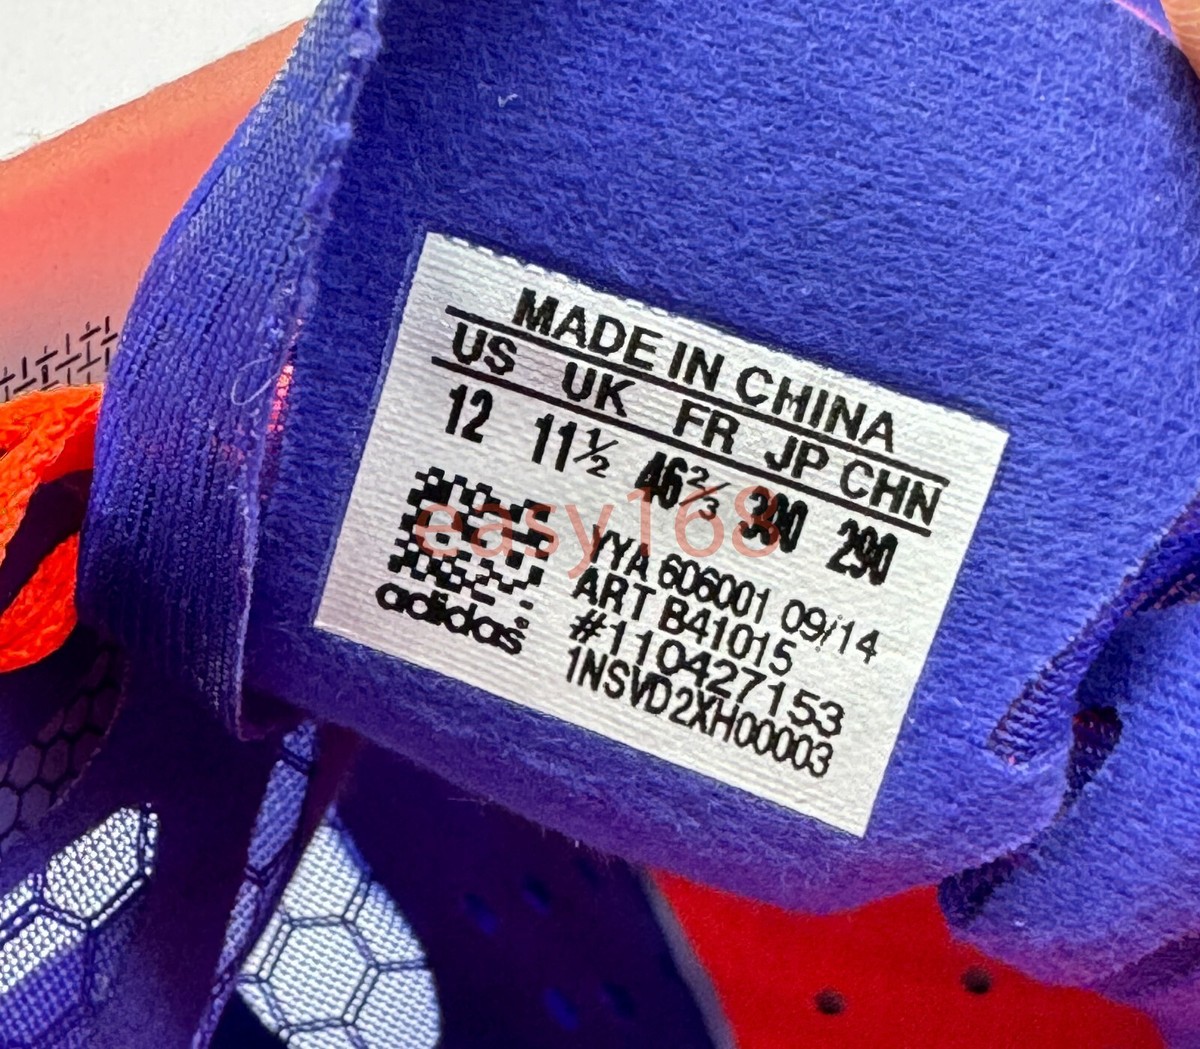 MADE IN CHINA
US UK FR JP CHN
12 11½ 46⅔ 300 290
YYA 606001 09/14
ART B41015
#110427153
1NSVD2XH00003
adidas
easy168